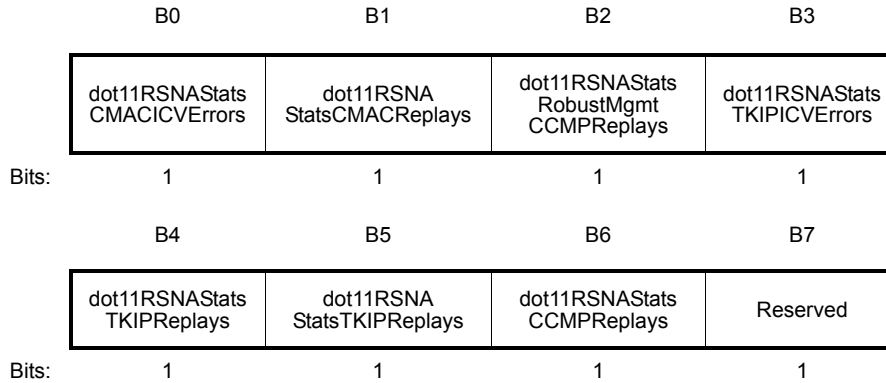 B0 B1 B2 B3
dot11RSNAStats CMACICVErrors dot11RSNA StatsCMACReplays dot11RSNAStats RobustMgmt CCMPReplays dot11RSNAStats TKIPICVErrors
Bits: 1 1 1 1
B4 B5 B6 B7
dot11RSNAStats TKIPReplays dot11RSNA StatsTKIPReplays dot11RSNAStats CCMPReplays Reserved
Bits: 1 1 1 1